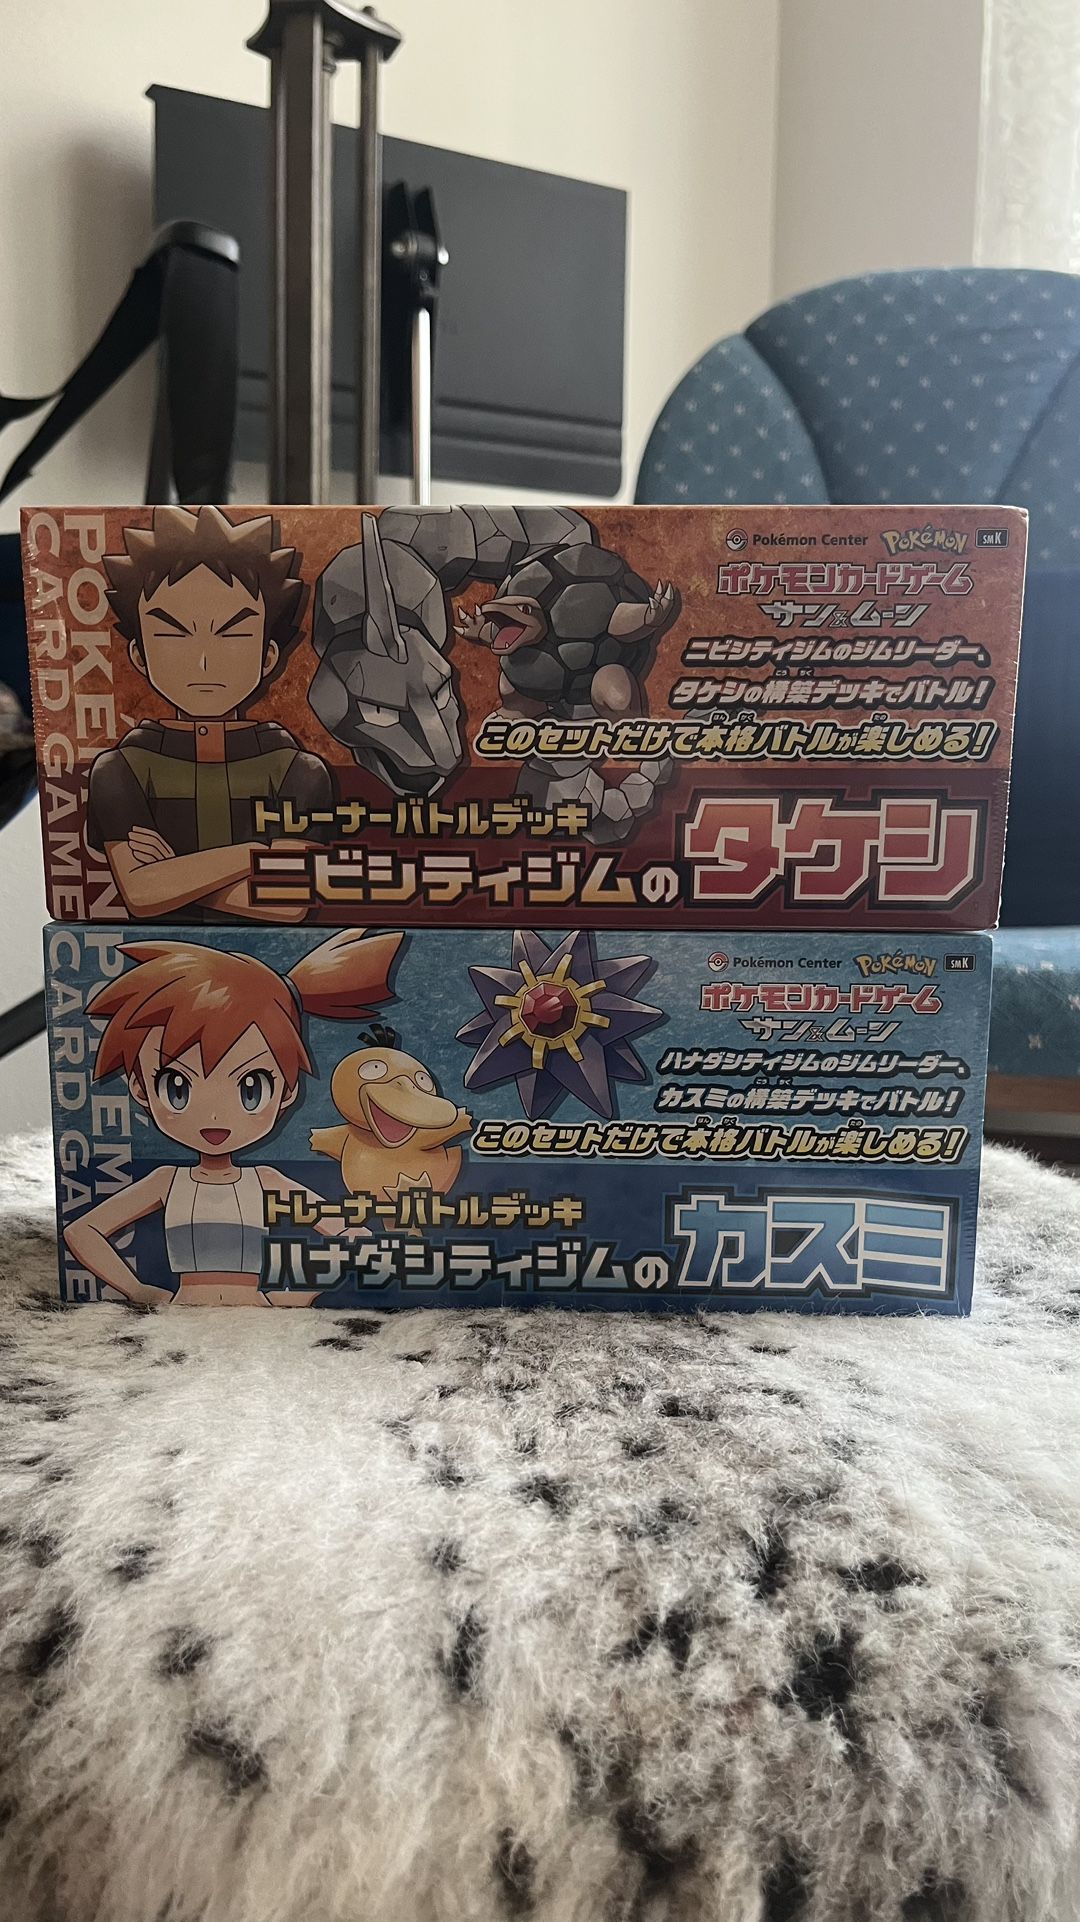 POKÉMON
CARD GAME
Pokémon Center POKéMON SMK
ポケモンカードゲーム
サン&ムーン
ニビシティジムのジムリーダー、
タケシの構築デッキでバトル!
このセットだけで本格バトルが楽しめる!
トレーナーバトルデッキ
ニビシティジムのタケシ
POKÉMON
CARD GAME
Pokémon Center POKéMON SMK
ポケモンカードゲーム
サン&ムーン
ハナダシティジムのジムリーダー、
カスミの構築デッキでバトル!
このセットだけで本格バトルが楽しめる!
トレーナーバトルデッキ
ハナダシティジムのカスミ